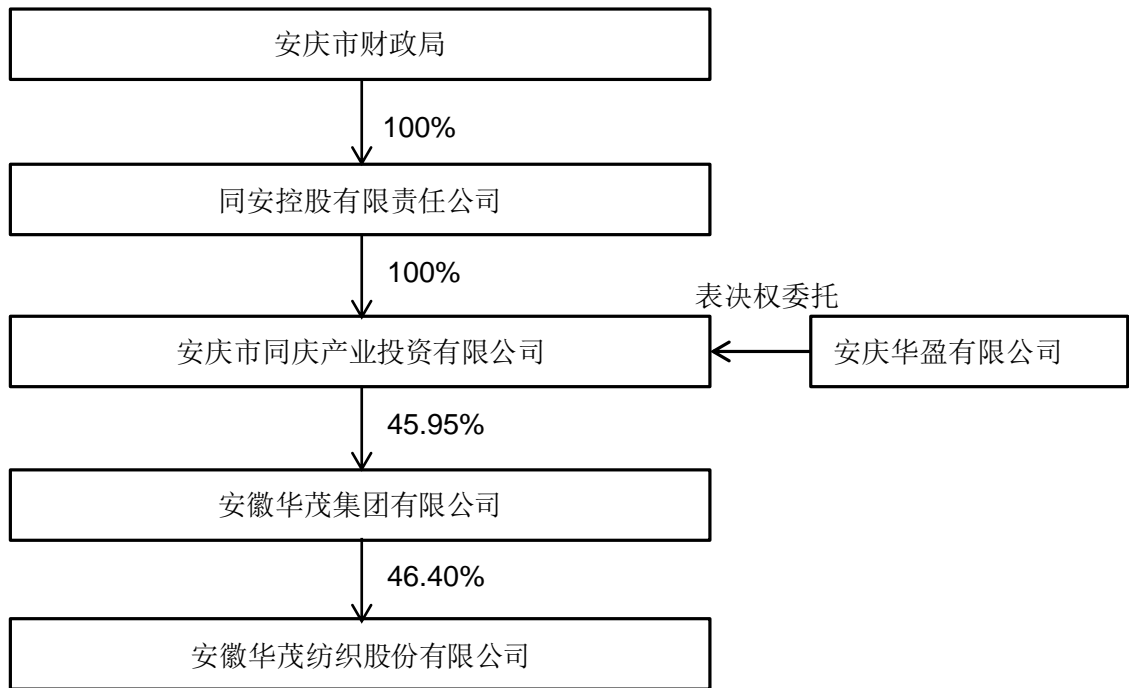 安庆市财政局
100%
同安控股有限责任公司
100%
表决权委托
安庆市同庆产业投资有限公司
安庆华盈有限公司
45.95%
安徽华茂集团有限公司
46.40%
安徽华茂纺织股份有限公司